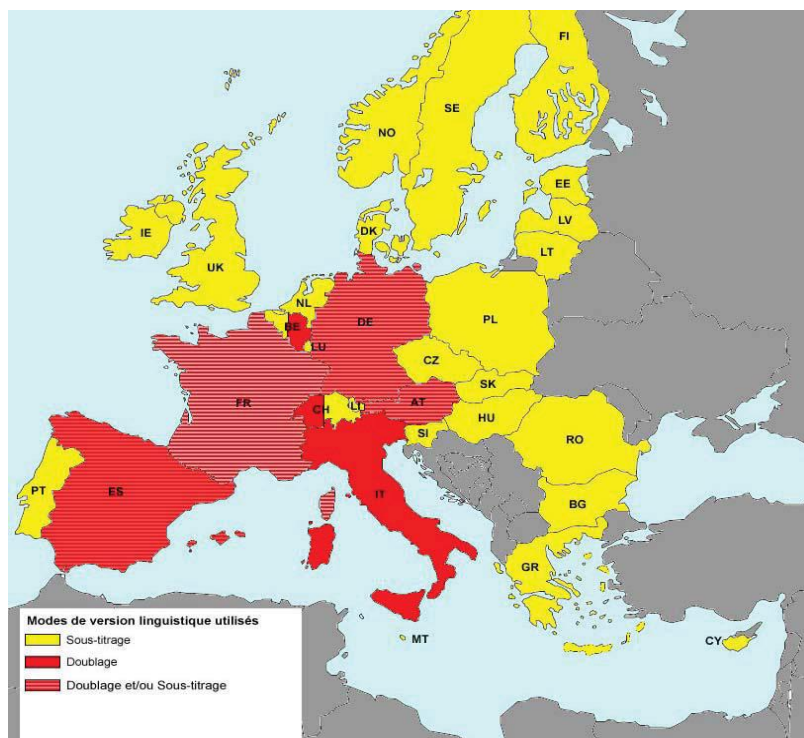 FI
SE
NO
EE
LV
DK
LT
IE
UK
NL
BE
DE
PL
LU
CZ
SK
FR
CH
LI
AT
HU
SI
RO
PT
ES
IT
BG
GR
MT
CY
Modes de version linguistique utilisés
Sous-titrage
Doublage
Doublage et/ou Sous-titrage